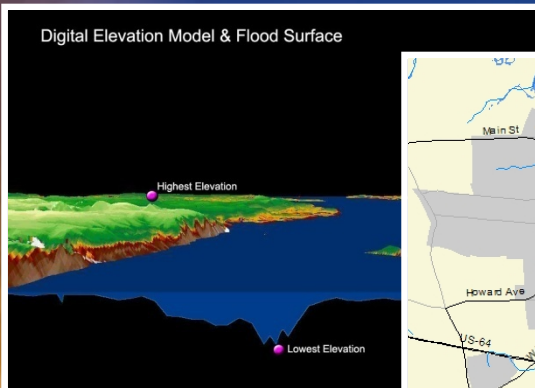 Digital Elevation Model & Flood Surface
Highest Elevation
Lowest Elevation
Main St
Howard Ave
US-64